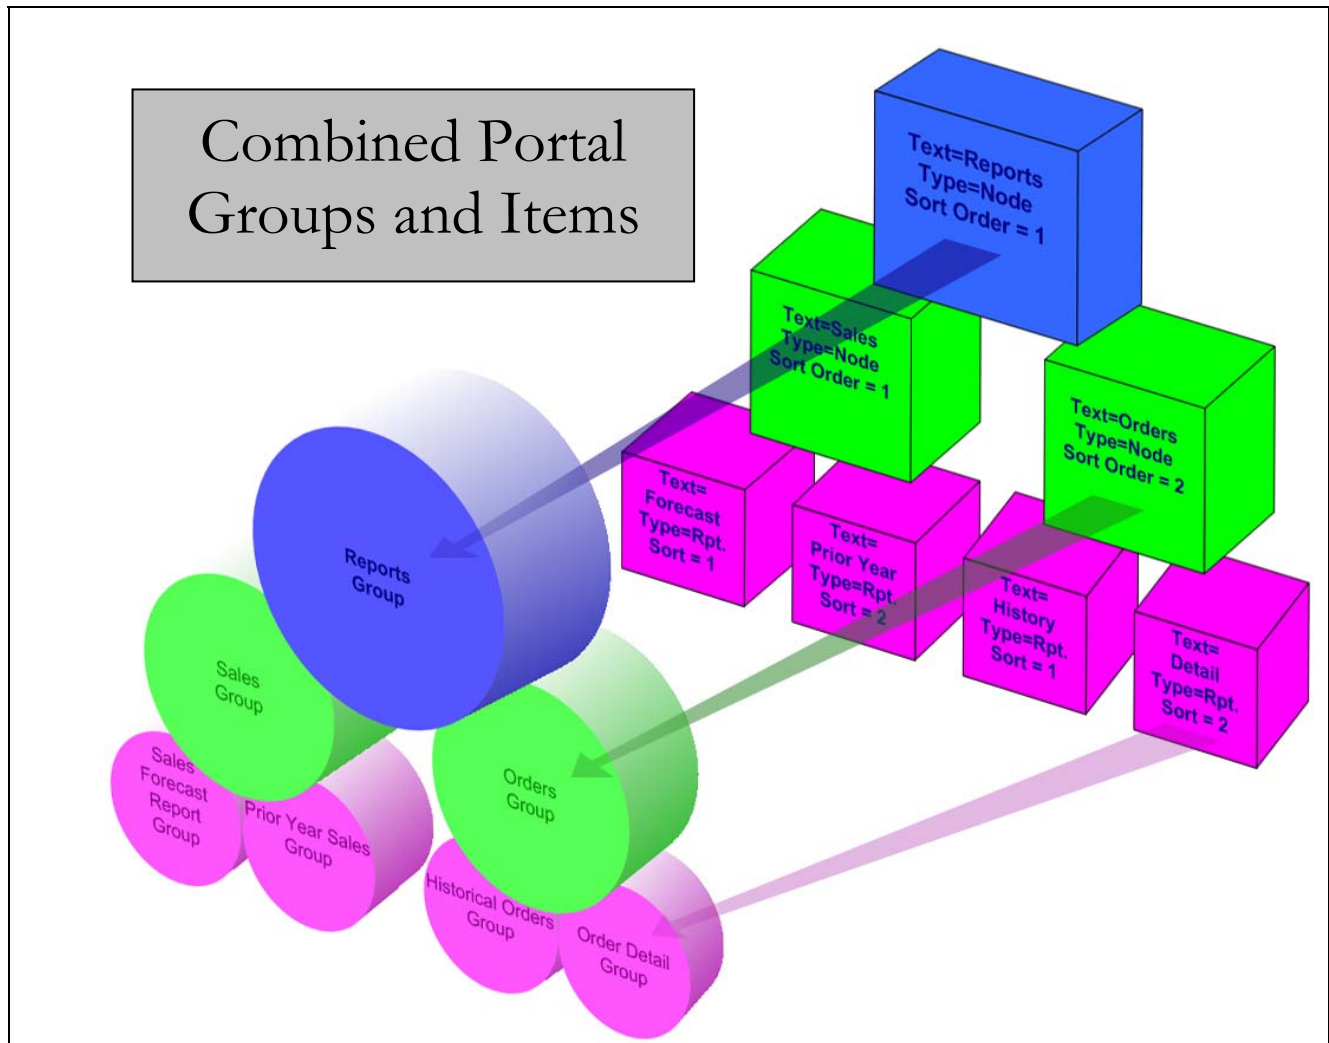 Combined Portal
Groups and Items
Text=Reports
Type=Node
Sort Order = 1
Text=Sales
Type=Node
Sort Order = 1
Text=Orders
Type=Node
Sort Order = 2
Text=
Forecast
Type=Rpt.
Sort = 1
Text=
Prior Year
Type=Rpt.
Sort = 2
Text=
History
Type=Rpt.
Sort = 1
Text=
Detail
Type=Rpt.
Sort = 2
Reports
Group
Sales
Group
Orders
Group
Sales
Forecast
Report
Group
Prior Year Sales
Group
Historical Orders
Group
Order Detail
Group